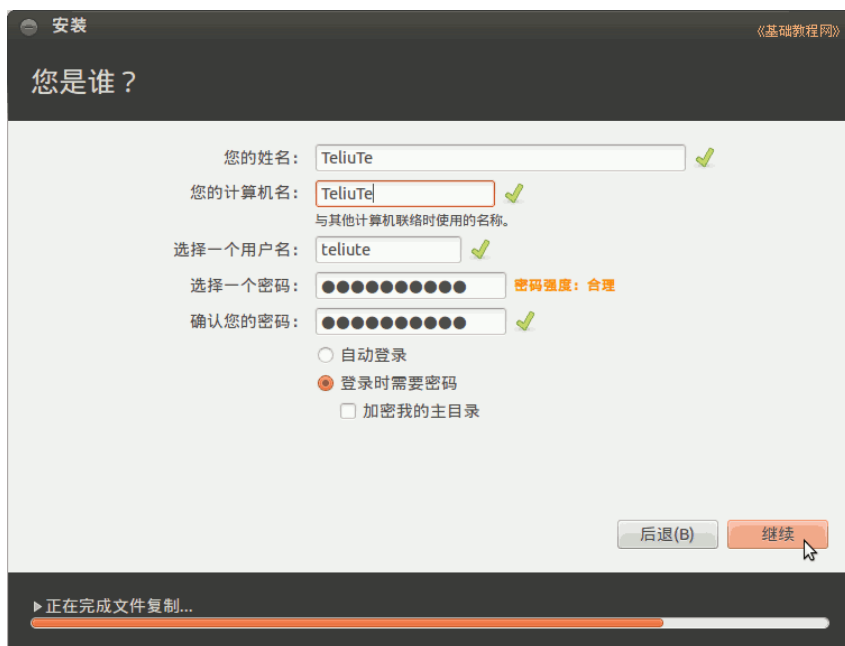 安装
《基础教程网》
您是谁？
您的姓名： TeliuTe
您的计算机名： TeliuTe
与其他计算机联络时使用的名称。
选择一个用户名： teliute
选择一个密码： ●●●●●●●●●● 密码强度：合理
确认您的密码： ●●●●●●●●●●
自动登录
登录时需要密码
加密我的主目录
后退(B) 继续
正在完成文件复制...